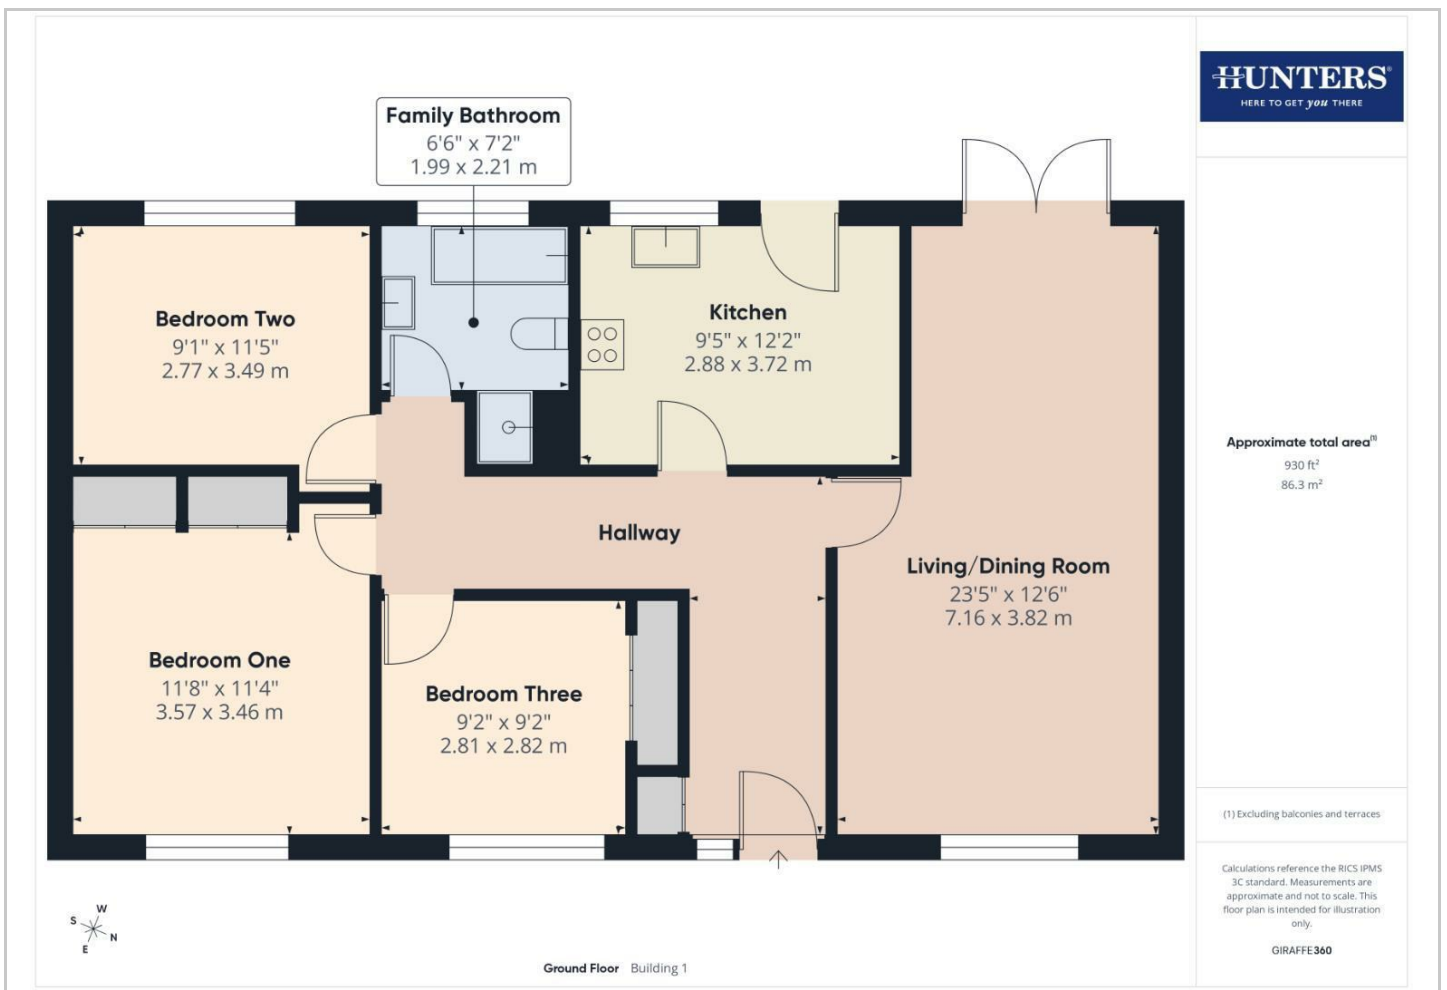 HUNTERS®
HERE TO GET you THERE
Family Bathroom
6'6" x 7'2"
1.99 x 2.21 m
Bedroom Two
9'1" x 11'5"
2.77 x 3.49 m
Kitchen
9'5" x 12'2"
2.88 x 3.72 m
Hallway
Living/Dining Room
23'5" x 12'6"
7.16 x 3.82 m
Bedroom One
11'8" x 11'4"
3.57 x 3.46 m
Bedroom Three
9'2" x 9'2"
2.81 x 2.82 m
Approximate total area(1)
930 ft²
86.3 m²
(1) Excluding balconies and terraces
Calculations reference the RICS IPMS
3C standard. Measurements are
approximate and not to scale. This
floor plan is intended for illustration
only.
GIRAFFE360
W
S
N
E
Ground Floor Building 1